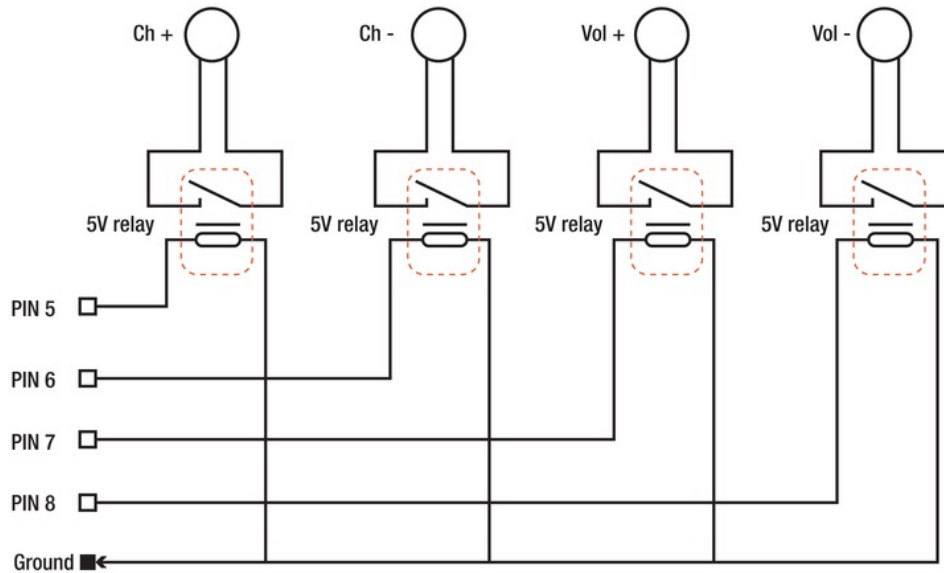 Ch +
Ch -
Vol +
Vol -
5V relay
5V relay
5V relay
5V relay
PIN 5
PIN 6
PIN 7
PIN 8
Ground